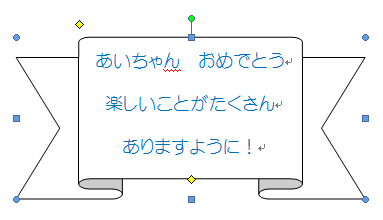 あいちゃん　おめでとう
楽しいことがたくさん
ありますように！